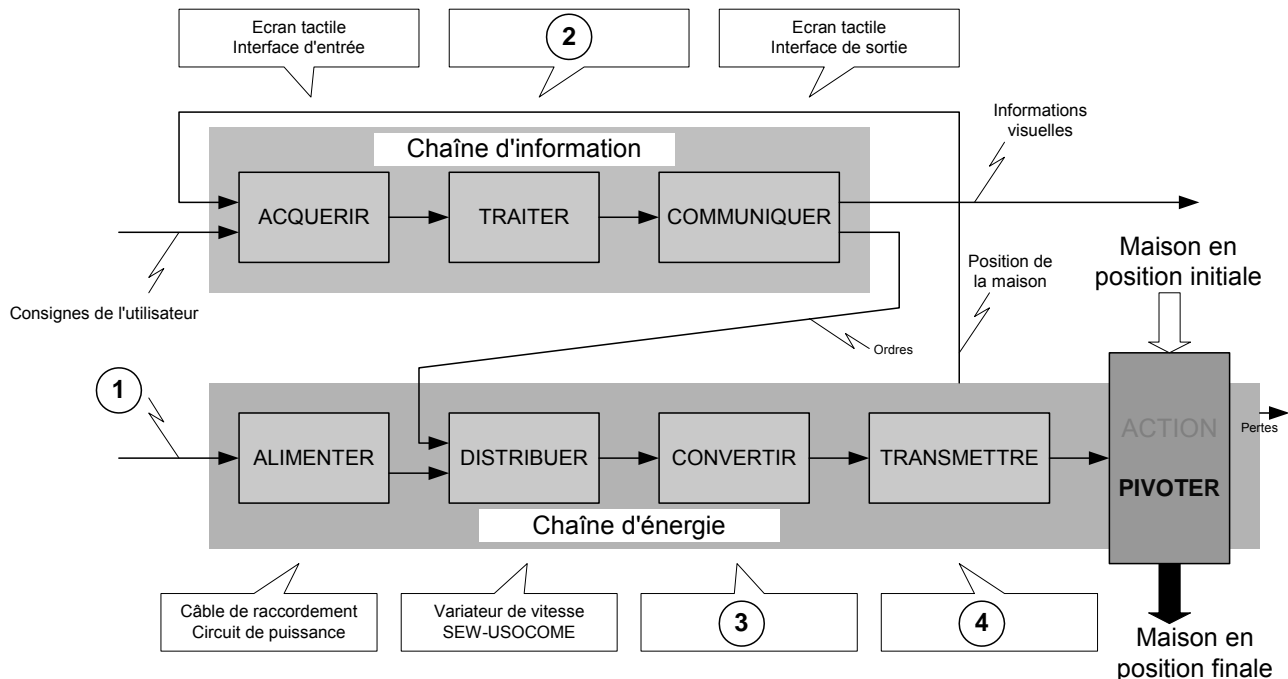 Ecran tactile
Interface d'entrée
2
Ecran tactile
Interface de sortie
Informations
visuelles
Chaîne d'information
ACQUERIR
TRAITER
COMMUNIQUER
Consignes de l'utilisateur
Position de
la maison
Maison en
position initiale
Ordres
1
ALIMENTER
DISTRIBUER
CONVERTIR
TRANSMETTRE
ACTION
PIVOTER
Pertes
Chaîne d'énergie
Câble de raccordement
Circuit de puissance
Variateur de vitesse
SEW-USOCOME
3
4
Maison en
position finale